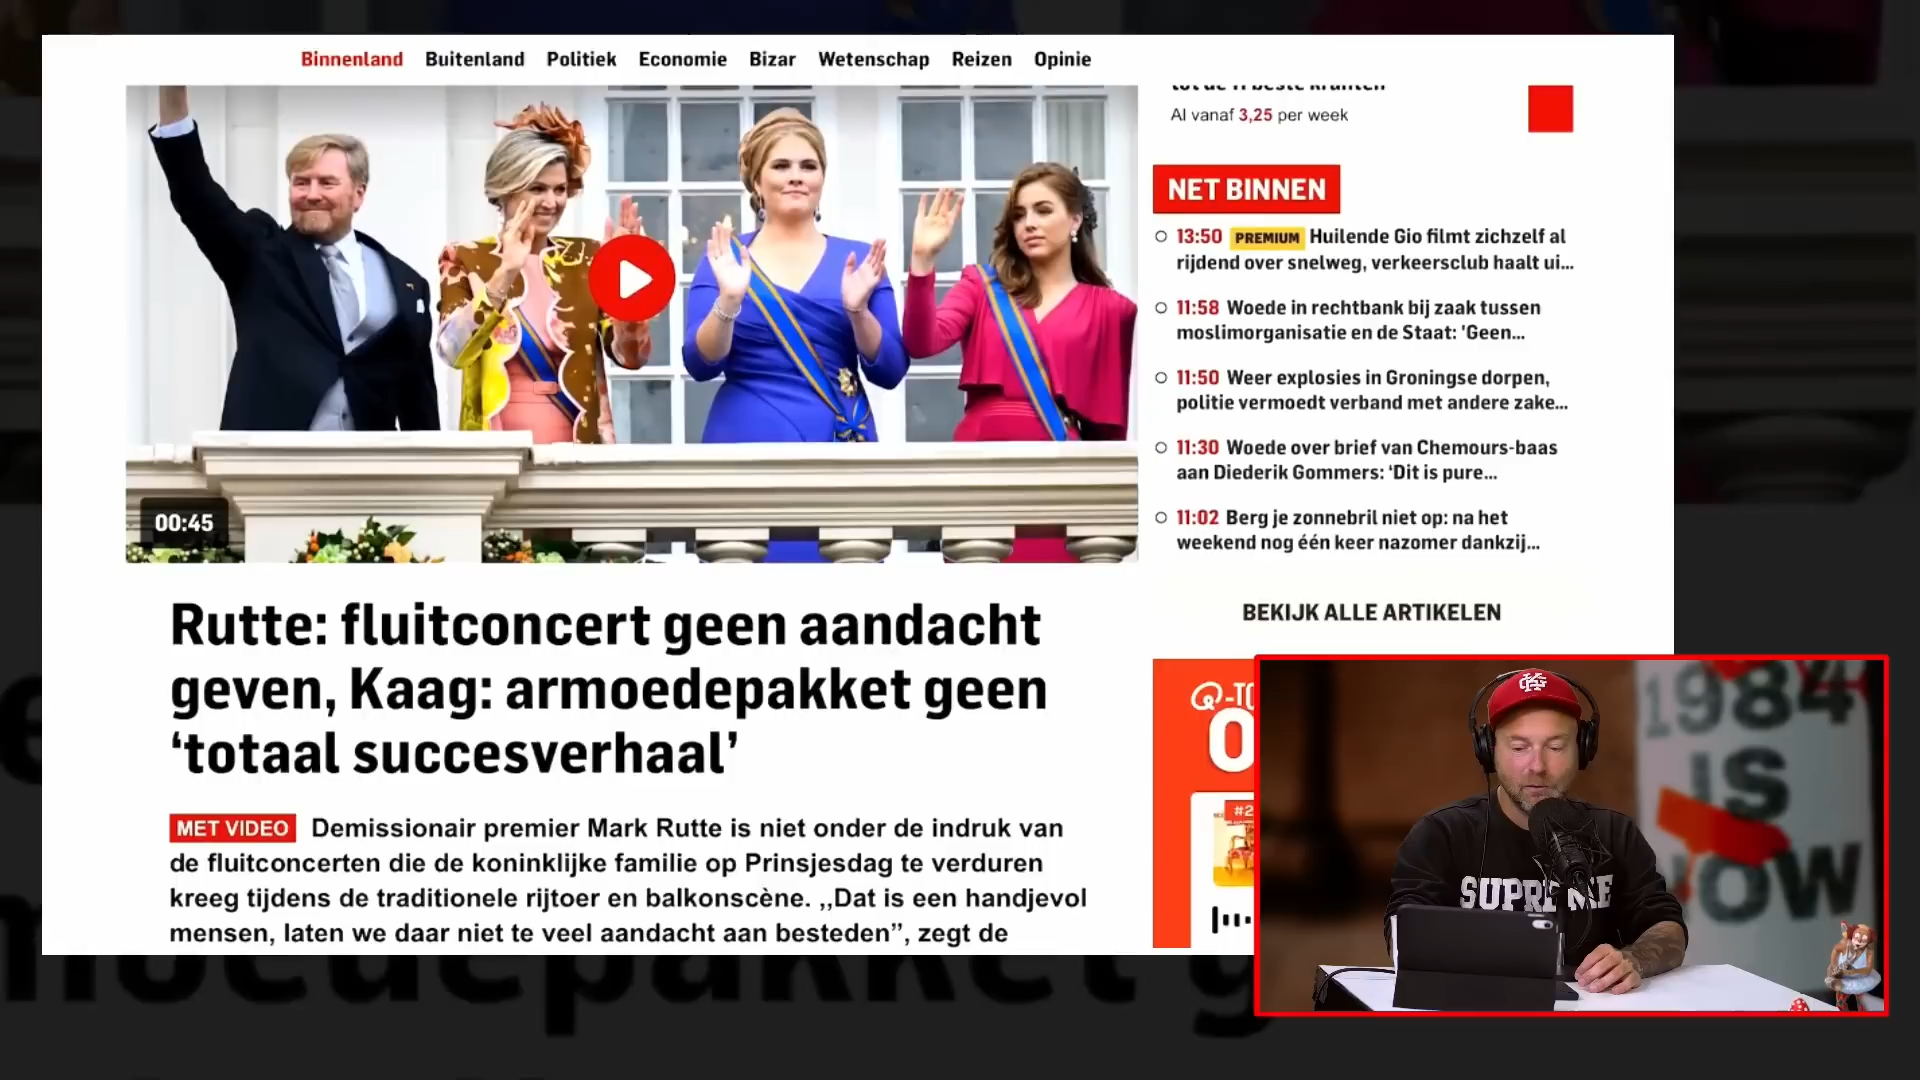 Binnenland Buitenland Politiek Economie Bizar Wetenschap Reizen Opinie
Al vanaf 3,25 per week
NET BINNEN
13:50 PREMIUM Huilende Gio filmt zichzelf al
rijdend over snelweg, verkeersclub haalt ui...
11:58 Woede in rechtbank bij zaak tussen
moslimorganisatie en de Staat: 'Geen...
11:50 Weer explosies in Groningse dorpen,
politie vermoedt verband met andere zake...
11:30 Woede over brief van Chemours-baas
aan Diederik Gommers: ‘Dit is pure...
11:02 Berg je zonnebril niet op: na het
weekend nog één keer nazomer dankzij...
BEKIJK ALLE ARTIKELEN
00:45
Rutte: fluitconcert geen aandacht
geven, Kaag: armoedepakket geen
‘totaal succesverhaal’
MET VIDEO Demissionair premier Mark Rutte is niet onder de indruk van
de fluitconcerten die de koninklijke familie op Prinsjesdag te verduren
kreeg tijdens de traditionele rijtoer en balkonscène. ,,Dat is een handjevol
mensen, laten we daar niet te veel aandacht aan besteden”, zegt de
1984
IS
NOW
SUPREME